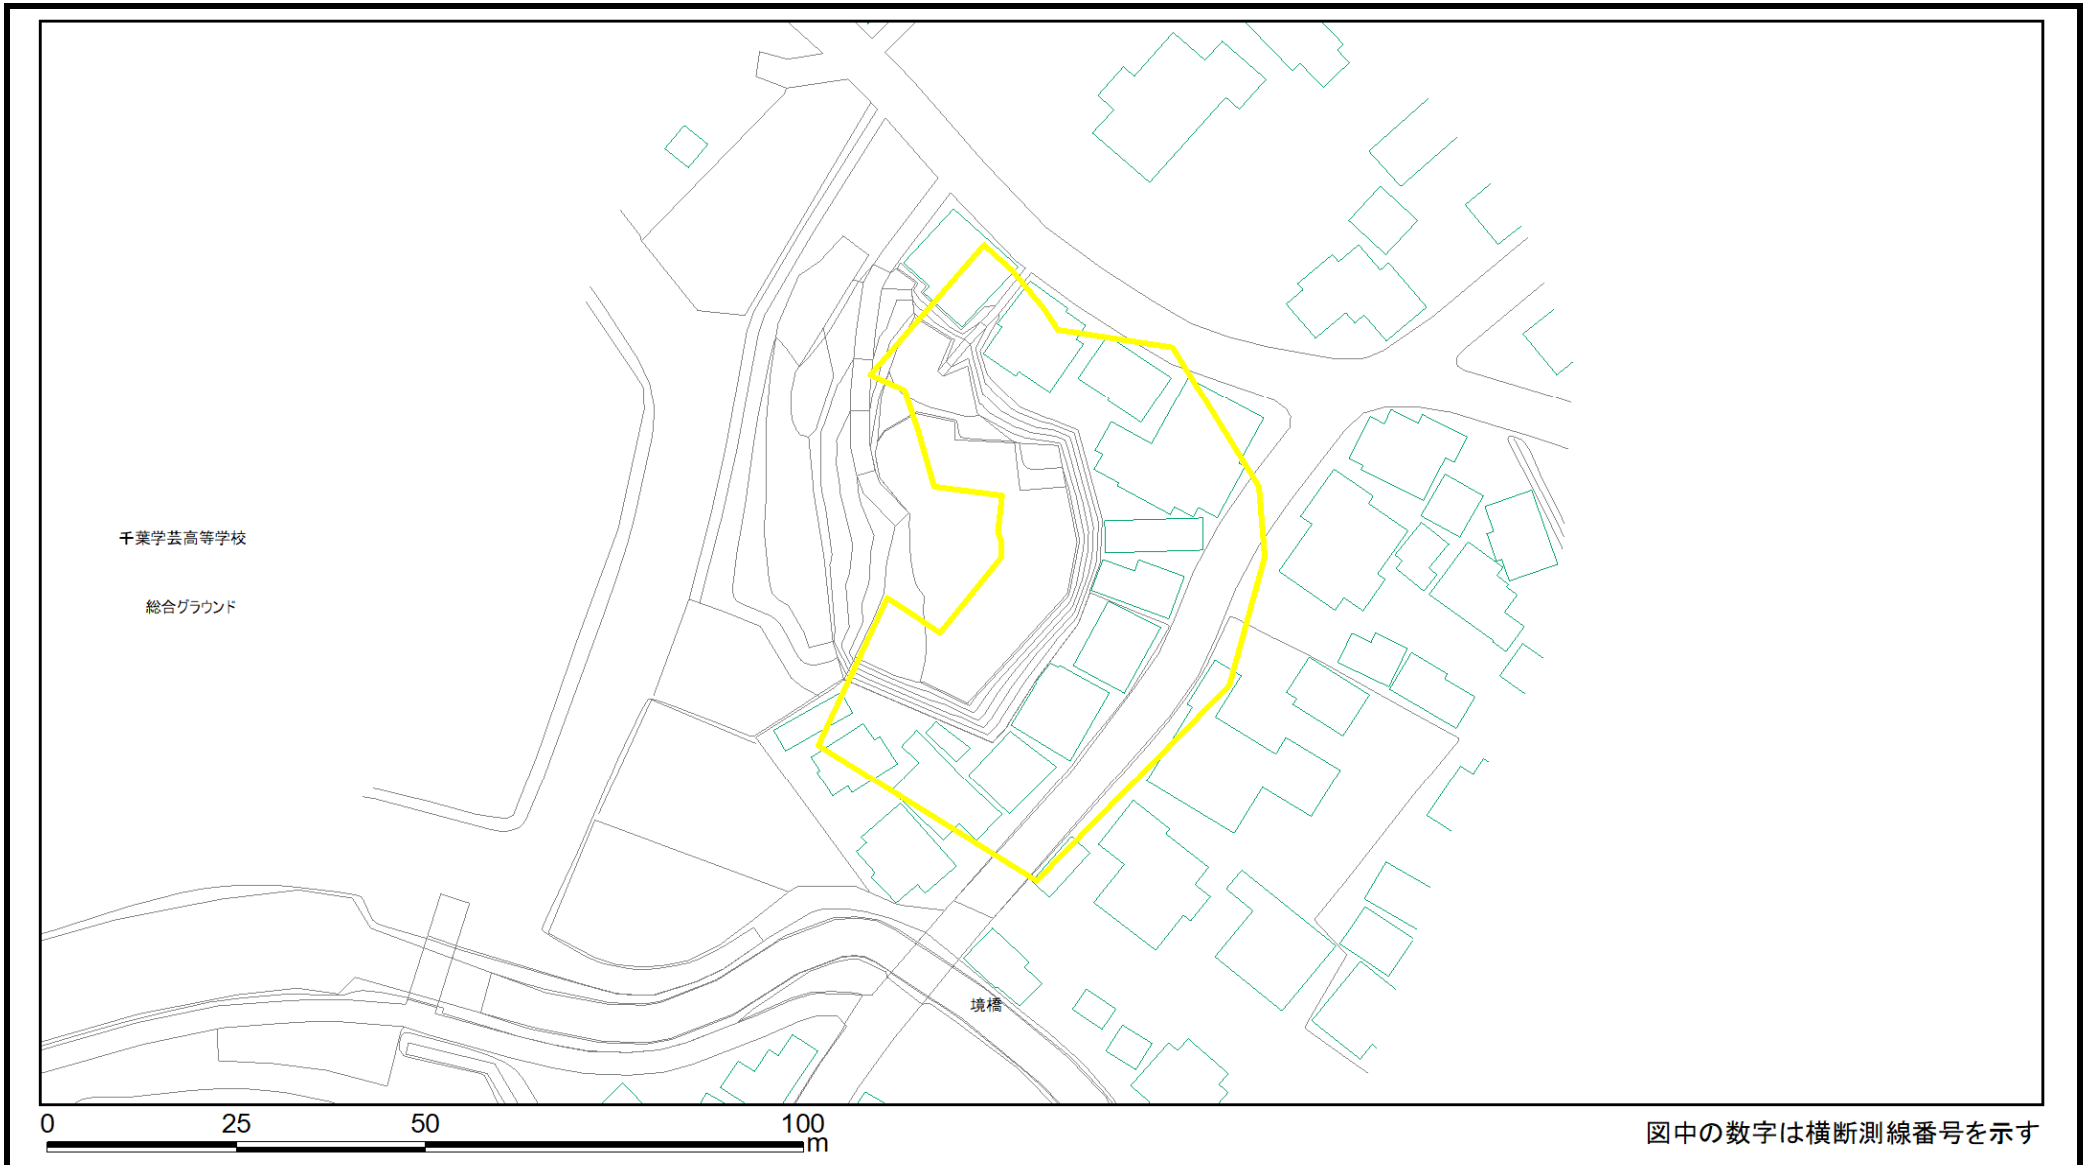 千葉学芸高等学校
総合グラウンド
境橋
0 25 50 100
m
図中の数字は横断測線番号を示す